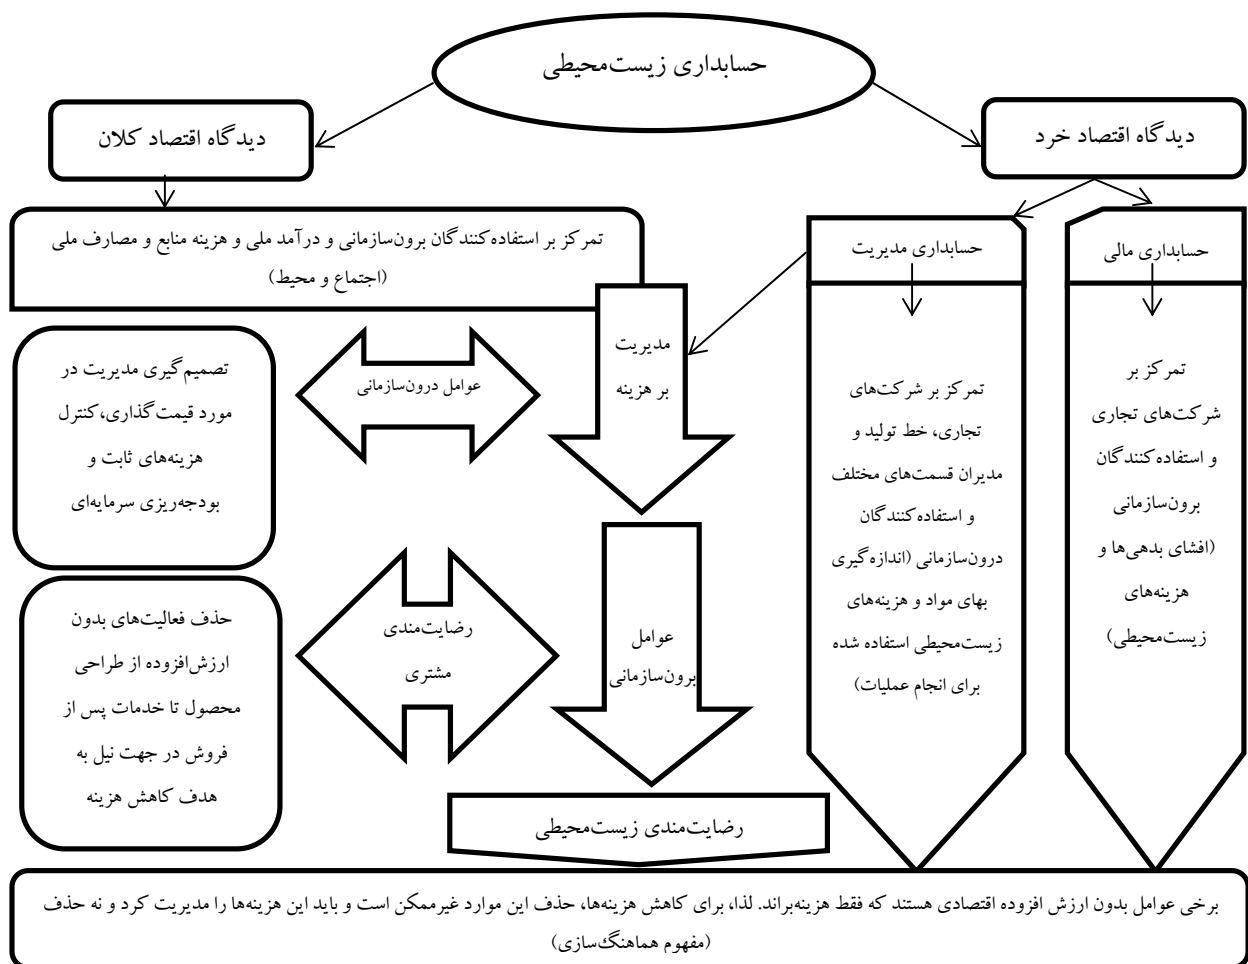 حسابداری زیست‌محیطی
دیدگاه اقتصاد خرد
دیدگاه اقتصاد کلان
تمرکز بر استفاده‌کنندگان برون‌سازمانی و درآمد ملی و هزینه منابع و مصارف ملی
(اجتماع و محیط)
حسابداری مالی
حسابداری مدیریت
تمرکز بر
شرکت‌های تجاری
و استفاده‌کنندگان
برون‌سازمانی
(افشای بدهی‌ها و
هزینه‌های
زیست‌محیطی)
تمرکز بر شرکت‌های
تجاری، خط تولید و
مدیران قسمت‌های مختلف
و استفاده‌کنندگان
درون‌سازمانی (اندازه‌گیری
بهای مواد و هزینه‌های
زیست‌محیطی استفاده شده
برای انجام عملیات)
مدیریت
بر هزینه
عوامل درون‌سازمانی
تصمیم‌گیری مدیریت در
مورد قیمت‌گذاری،کنترل
هزینه‌های ثابت و
بودجه‌ریزی سرمایه‌ای
عوامل
برون‌سازمانی
رضایت‌مندی
مشتری
حذف فعالیت‌های بدون
ارزش‌افزوده از طراحی
محصول تا خدمات پس از
فروش در جهت نیل به
هدف کاهش هزینه
رضایت‌مندی زیست‌محیطی
برخی عوامل بدون ارزش افزوده اقتصادی هستند که فقط هزینه‌براند. لذا، برای کاهش هزینه‌ها، حذف این موارد غیرممکن است و باید این هزینه‌ها را مدیریت کرد و نه حذف
(مفهوم هماهنگ‌سازی)